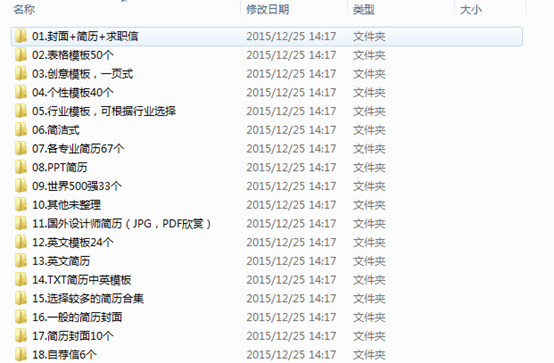 名称 修改日期 类型 大小
01.封面+简历+求职信 2015/12/25 14:17 文件夹
02.表格模板50个 2015/12/25 14:17 文件夹
03.创意模板，一页式 2015/12/25 14:17 文件夹
04.个性模板40个 2015/12/25 14:17 文件夹
05.行业模板，可根据行业选择 2015/12/25 14:17 文件夹
06.简洁式 2015/12/25 14:17 文件夹
07.各专业简历67个 2015/12/25 14:17 文件夹
08.PPT简历 2015/12/25 14:17 文件夹
09.世界500强33个 2015/12/25 14:17 文件夹
10.其他未整理 2015/12/25 14:17 文件夹
11.国外设计师简历（JPG，PDF欣赏） 2015/12/25 14:17 文件夹
12.英文模板24个 2015/12/25 14:17 文件夹
13.英文简历 2015/12/25 14:17 文件夹
14.TXT简历中英模板 2015/12/25 14:17 文件夹
15.选择较多的简历合集 2015/12/25 14:17 文件夹
16.一般的简历封面 2015/12/25 14:17 文件夹
17.简历封面10个 2015/12/25 14:17 文件夹
18.自荐信6个 2015/12/25 14:17 文件夹